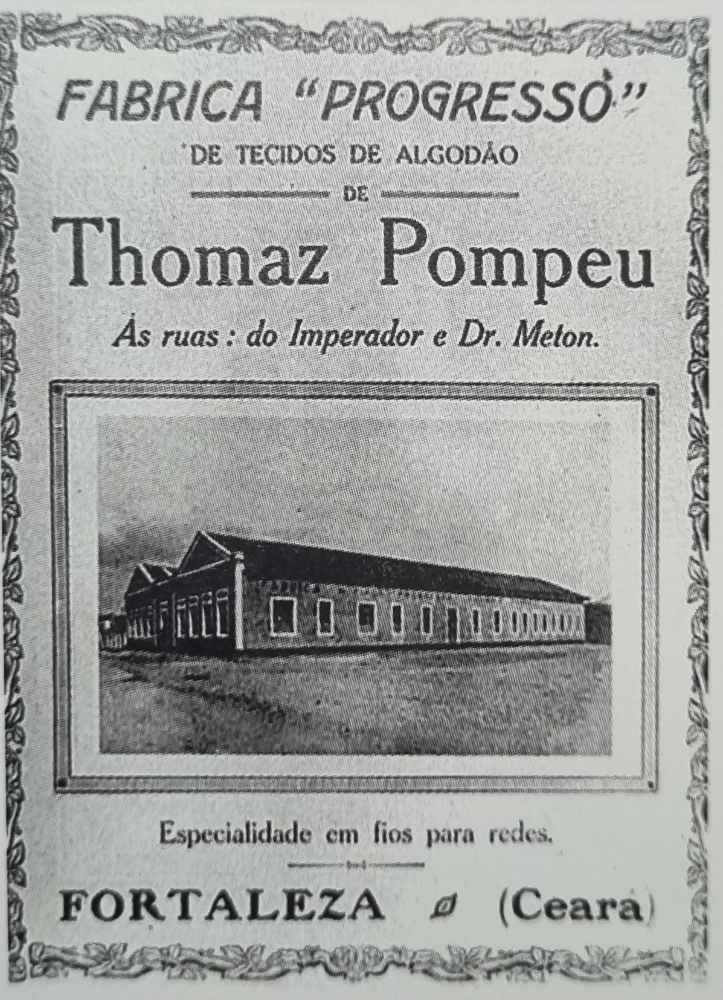 FABRICA "PROGRESSO"
DE TECIDOS DE ALGODÃO
DE
Thomaz Pompeu
Ás ruas: do Imperador e Dr. Meton.
Especialidade em fios para redes.
FORTALEZA (Ceará)